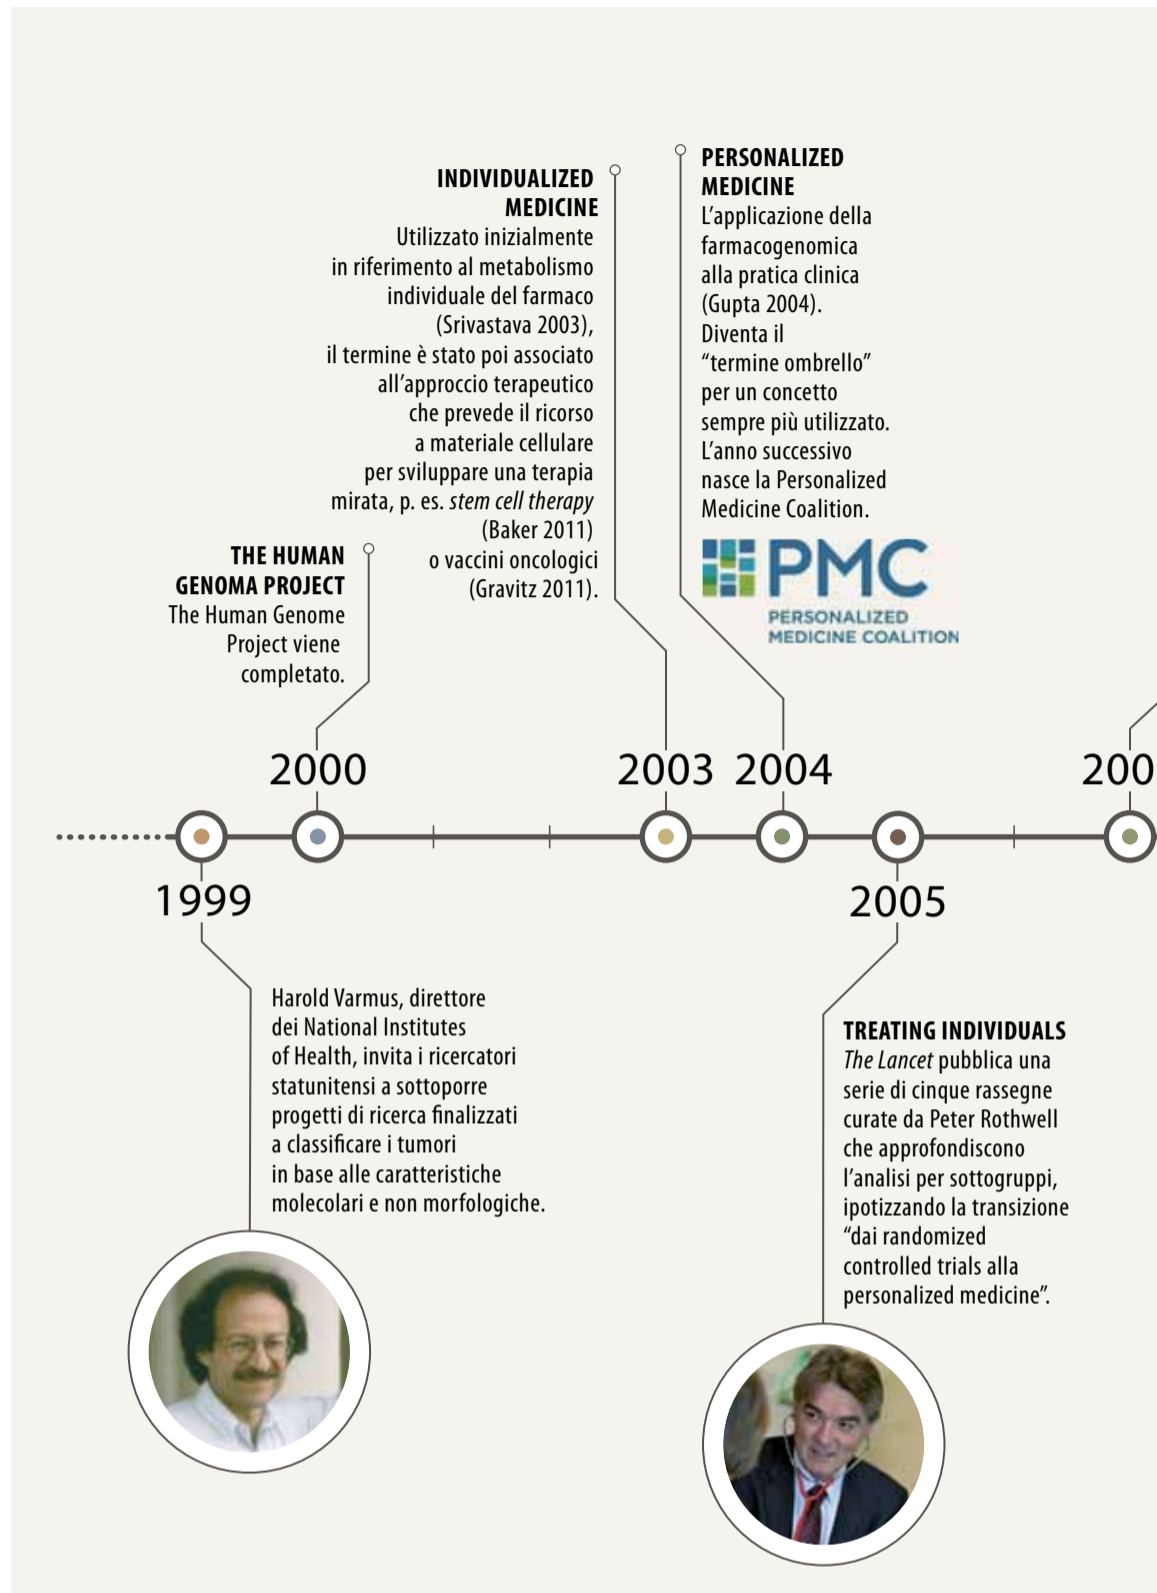 INDIVIDUALIZED
MEDICINE
Utilizzato inizialmente
in riferimento al metabolismo
individuale del farmaco
(Srivastava 2003),
il termine è stato poi associato
all’approccio terapeutico
che prevede il ricorso
a materiale cellulare
per sviluppare una terapia
mirata, p. es. stem cell therapy
(Baker 2011)
o vaccini oncologici
(Gravitz 2011).
PERSONALIZED
MEDICINE
L’applicazione della
farmacogenomica
alla pratica clinica
(Gupta 2004).
Diventa il
“termine ombrello”
per un concetto
sempre più utilizzato.
L’anno successivo
nasce la Personalized
Medicine Coalition.
PMC
PERSONALIZED
MEDICINE COALITION
THE HUMAN
GENOMA PROJECT
The Human Genome
Project viene
completato.
2000
2003
2004
200
1999
2005
Harold Varmus, direttore
dei National Institutes
of Health, invita i ricercatori
statunitensi a sottoporre
progetti di ricerca finalizzati
a classificare i tumori
in base alle caratteristiche
molecolari e non morfologiche.
TREATING INDIVIDUALS
The Lancet pubblica una
serie di cinque rassegne
curate da Peter Rothwell
che approfondiscono
l’analisi per sottogruppi,
ipotizzando la transizione
“dai randomized
controlled trials alla
personalized medicine”.